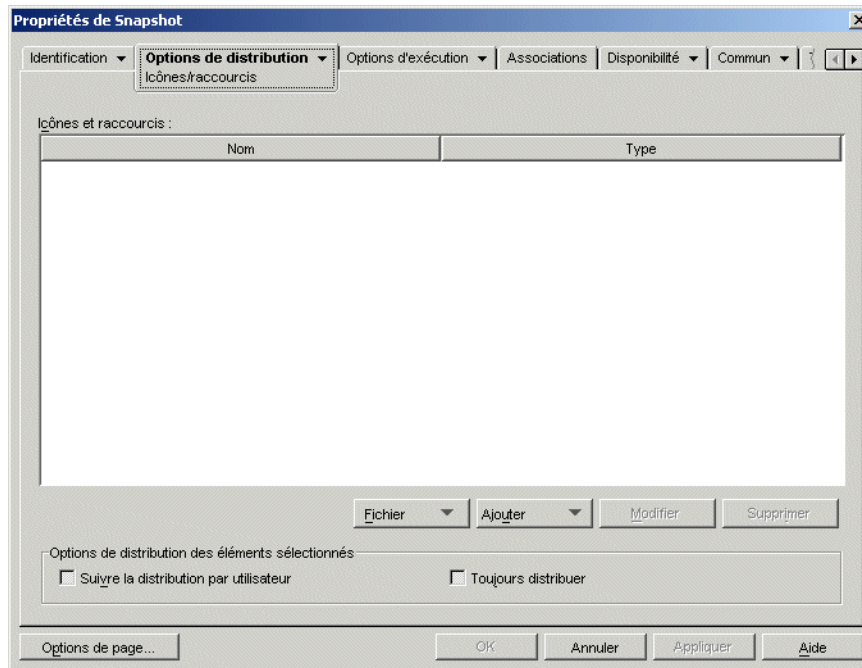 Propriétés de Snapshot
Identification Options de distribution Options d'exécution Associations Disponibilité Commun
Icônes/raccourcis
Icônes et raccourcis :
Nom Type
Fichier Ajouter Modifier Supprimer
Options de distribution des éléments sélectionnés
Suivre la distribution par utilisateur Toujours distribuer
Options de page... OK Annuler Appliquer Aide